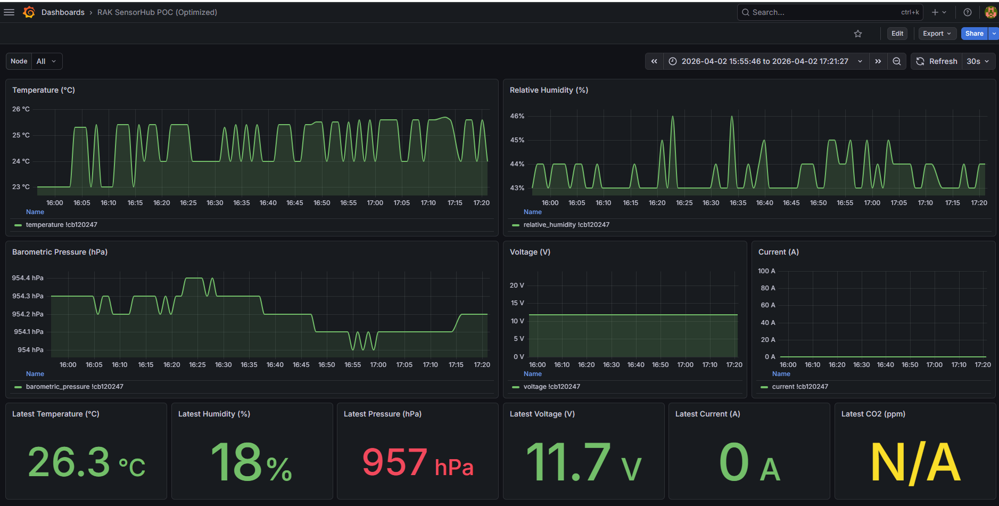 Dashboards › RAK SensorHub POC (Optimized)
Search... ctrl+k
Edit Export Share
Node All
2026-04-02 15:55:46 to 2026-04-02 17:21:27 Refresh 30s
Temperature (°C)
26 °C
25 °C
24 °C
23 °C
16:00 16:05 16:10 16:15 16:20 16:25 16:30 16:35 16:40 16:45 16:50 16:55 17:00 17:05 17:10 17:15 17:20
Name
temperature !cb120247
Relative Humidity (%)
46%
45%
44%
43%
16:00 16:05 16:10 16:15 16:20 16:25 16:30 16:35 16:40 16:45 16:50 16:55 17:00 17:05 17:10 17:15 17:20
Name
relative_humidity !cb120247
Barometric Pressure (hPa)
954.4 hPa
954.3 hPa
954.2 hPa
954.1 hPa
954 hPa
16:00 16:05 16:10 16:15 16:20 16:25 16:30 16:35 16:40 16:45 16:50 16:55 17:00 17:05 17:10 17:15 17:20
Name
barometric_pressure !cb120247
Voltage (V)
20 V
15 V
10 V
5 V
0 V
16:00 16:10 16:20 16:30 16:40 16:50 17:00 17:10 17:20
Name
voltage !cb120247
Current (A)
100 A
80 A
60 A
40 A
20 A
0 A
16:00 16:10 16:20 16:30 16:40 16:50 17:00 17:10 17:20
Name
current !cb120247
Latest Temperature (°C)
26.3 °C
Latest Humidity (%)
18%
Latest Pressure (hPa)
957 hPa
Latest Voltage (V)
11.7 V
Latest Current (A)
0 A
Latest CO2 (ppm)
N/A